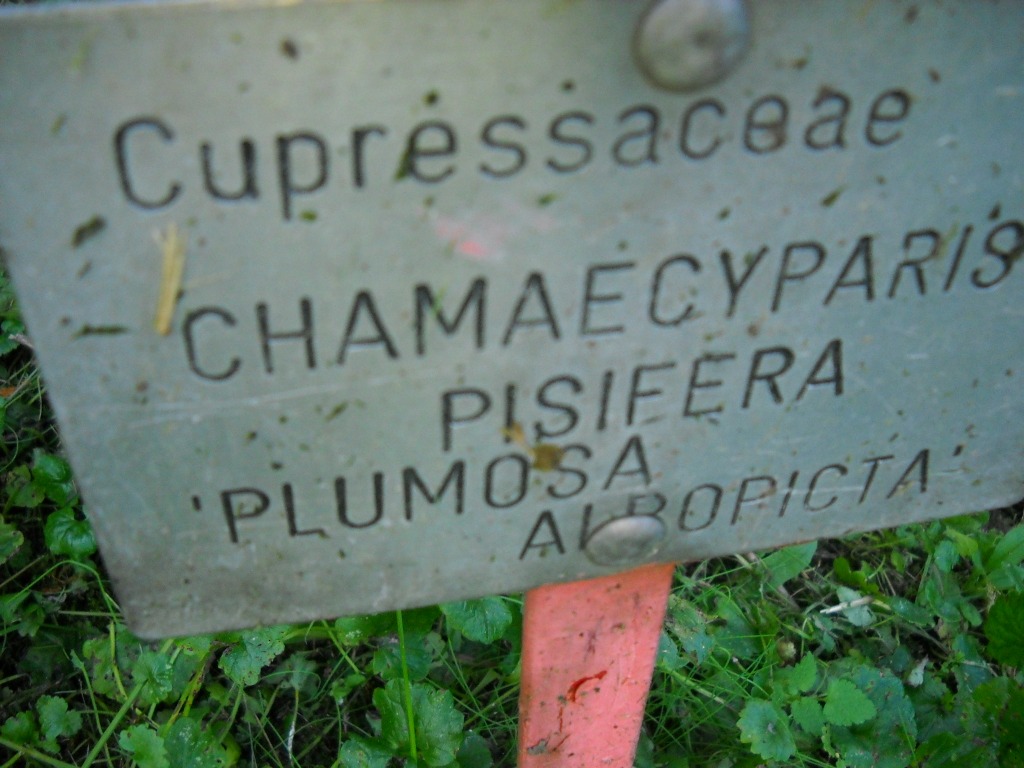 Cupressaceae
CHAMAECYPARIS
PISIFERA
'PLUMOSA
ALBOPICTA'